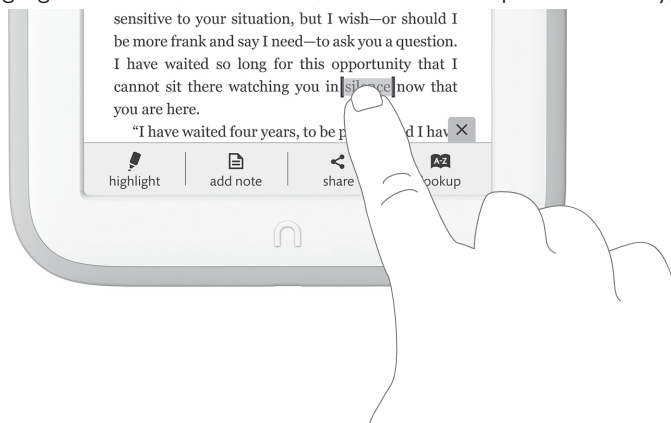 sensitive to your situation, but I wish—or should I
be more frank and say I need—to ask you a question.
I have waited so long for this opportunity that I
cannot sit there watching you in silence now that
you are here.
“I have waited four years, to be
highlight add note share lookup
A-Z